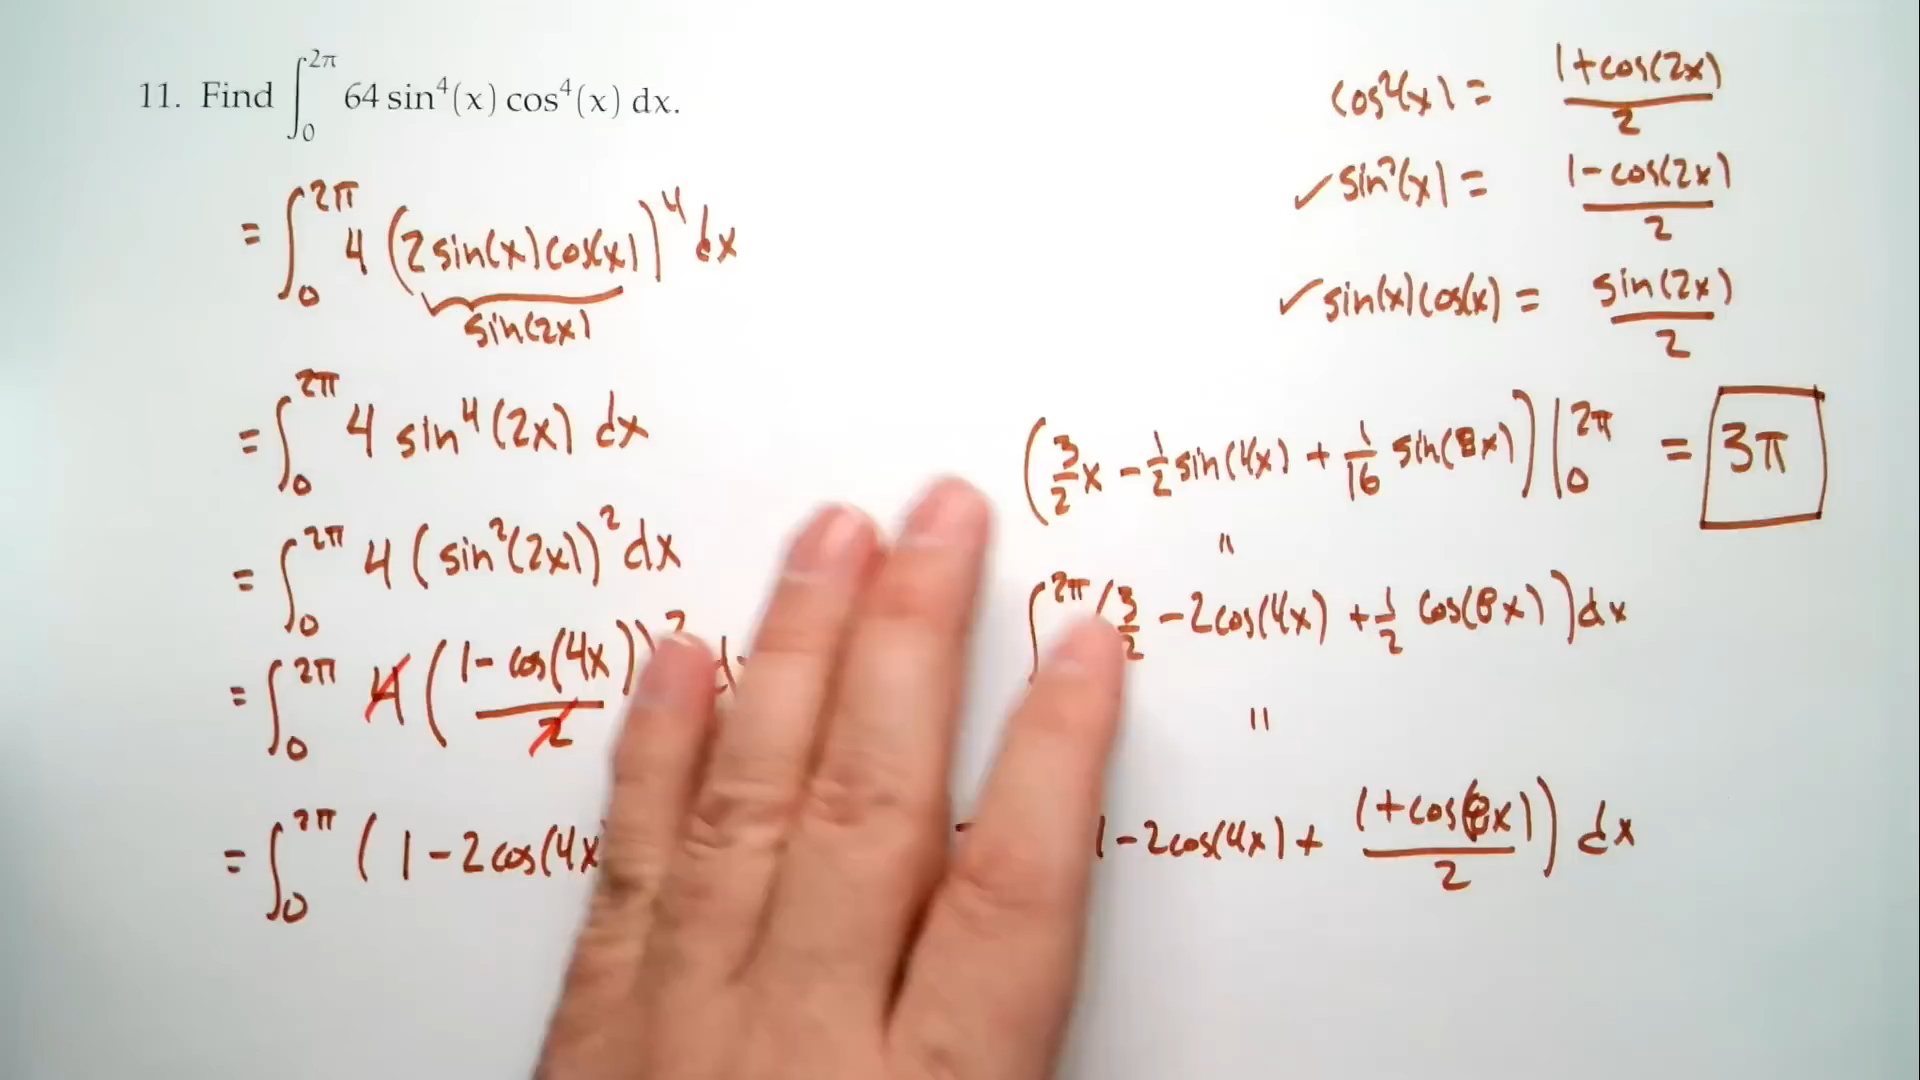 11. Find ∫₀^{2π} 64 sin⁴(x) cos⁴(x) dx.
= ∫₀^{2π} 4 (2 sin(x) cos(x))⁴ dx
sin(2x)
= ∫₀^{2π} 4 sin⁴(2x) dx
= ∫₀^{2π} 4 (sin²(2x))² dx
= ∫₀^{2π} 4 ((1 - cos(4x))/2)²
= ∫₀^{2π} (1 - 2cos(4x)
cos²(x) = (1 + cos(2x))/2
✓ sin²(x) = (1 - cos(2x))/2
✓ sin(x) cos(x) = sin(2x)/2
(3/2 x - 1/2 sin(4x) + 1/16 sin(8x)) |₀^{2π} = 3π
=
∫^{2π} (3/2 - 2cos(4x) + 1/2 cos(8x)) dx
=
1 - 2cos(4x) + (1 + cos(8x))/2) dx